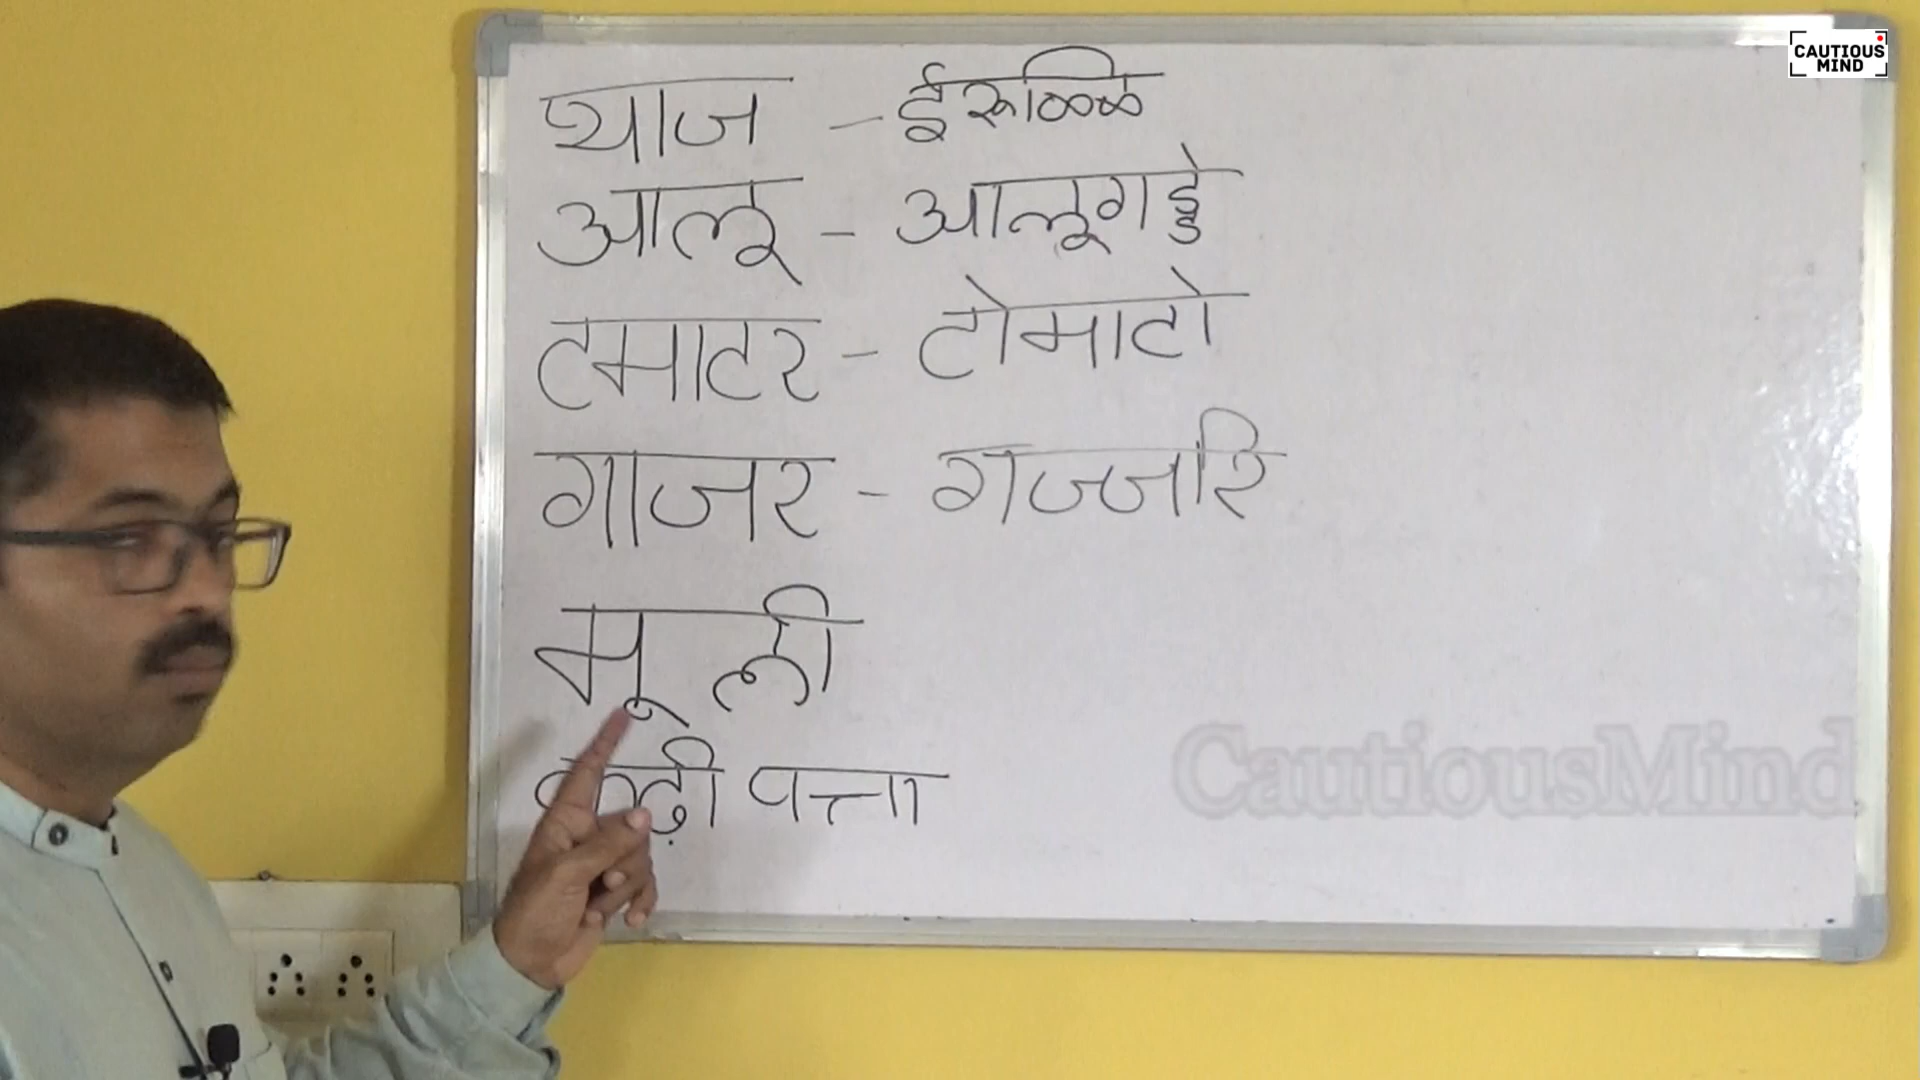 CAUTIOUS
MIND
प्याज - ईरूळ्ळि
आलू - आलूगड्डे
टमाटर - टोमाटो
गाजर - गज्जरि
मूली
कढ़ी पत्ता
CautiousMind